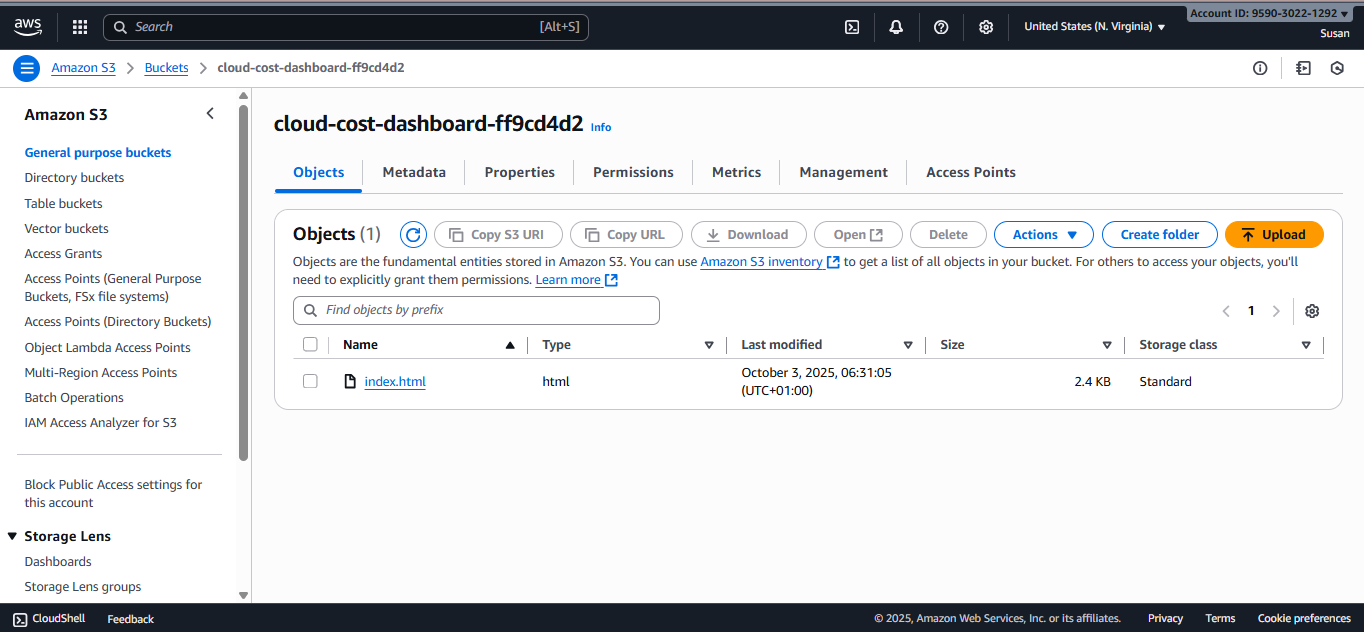 aws
Search
[Alt+S]
United States (N. Virginia)
Account ID: 9590-3022-1292
Susan
Amazon S3
Buckets
cloud-cost-dashboard-ff9cd4d2
Amazon S3
General purpose buckets
Directory buckets
Table buckets
Vector buckets
Access Grants
Access Points (General Purpose
Buckets, FSx file systems)
Access Points (Directory Buckets)
Object Lambda Access Points
Multi-Region Access Points
Batch Operations
IAM Access Analyzer for S3
Block Public Access settings for
this account
Storage Lens
Dashboards
Storage Lens groups
cloud-cost-dashboard-ff9cd4d2 Info
Objects
Metadata
Properties
Permissions
Metrics
Management
Access Points
Objects (1)
Copy S3 URI
Copy URL
Download
Open
Delete
Actions
Create folder
Upload
Objects are the fundamental entities stored in Amazon S3. You can use Amazon S3 inventory to get a list of all objects in your bucket. For others to access your objects, you'll
need to explicitly grant them permissions. Learn more
Find objects by prefix
1
Name
Type
Last modified
Size
Storage class
index.html
html
October 3, 2025, 06:31:05
(UTC+01:00)
2.4 KB
Standard
CloudShell
Feedback
© 2025, Amazon Web Services, Inc. or its affiliates.
Privacy
Terms
Cookie preferences